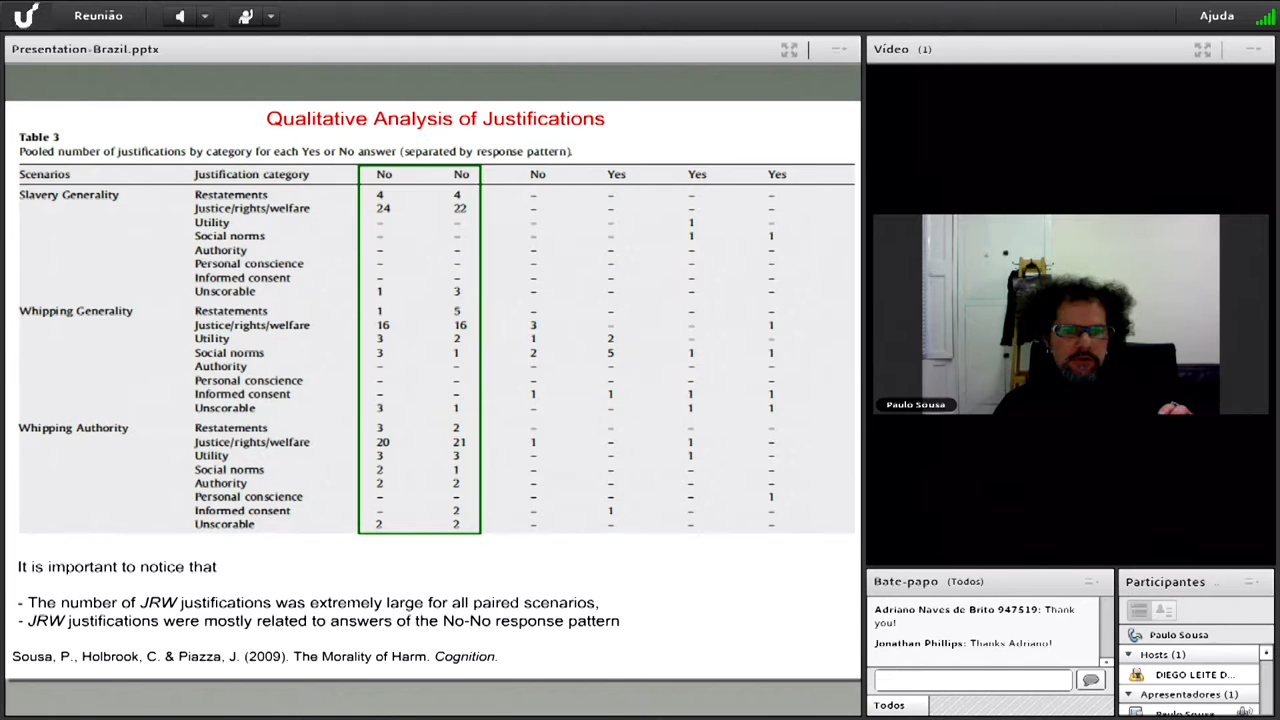 Reunião
Ajuda
Presentation-Brazil.pptx
Qualitative Analysis of Justifications
Table 3
Pooled number of justifications by category for each Yes or No answer (separated by response pattern).
Scenarios Justification category No No No Yes Yes Yes
Slavery Generality Restatements 4 4 – – – –
Justice/rights/welfare 24 22 – – – –
Utility – – – – 1 –
Social norms – – – – 1 1
Authority – – – – – –
Personal conscience – – – – – –
Informed consent – – – – – –
Unscorable 1 3 – – – –
Whipping Generality Restatements 1 5 – – – –
Justice/rights/welfare 16 16 3 – – 1
Utility 3 2 1 2 – –
Social norms 3 1 2 5 1 1
Authority – – – – – –
Personal conscience – – – – – –
Informed consent – – 1 1 1 1
Unscorable 3 1 – – 1 1
Whipping Authority Restatements 3 2 – – – –
Justice/rights/welfare 20 21 1 – 1 –
Utility 3 3 – – 1 –
Social norms 2 1 – – – –
Authority 2 2 – – – –
Personal conscience – – – – – 1
Informed consent – 2 – 1 – –
Unscorable 2 2 – – – –
It is important to notice that
- The number of JRW justifications was extremely large for all paired scenarios,
- JRW justifications were mostly related to answers of the No-No response pattern
Sousa, P., Holbrook, C. & Piazza, J. (2009). The Morality of Harm. Cognition.
Vídeo (1)
Paulo Sousa
Bate-papo (Todos)
Adriano Naves de Brito 947519: Thank
you!
Jonathan Phillips: Thanks Adriano!
Todos
Participantes ..
Paulo Sousa
Hosts (1)
DIEGO LEITE D...
Apresentadores (1)
Paulo Sousa